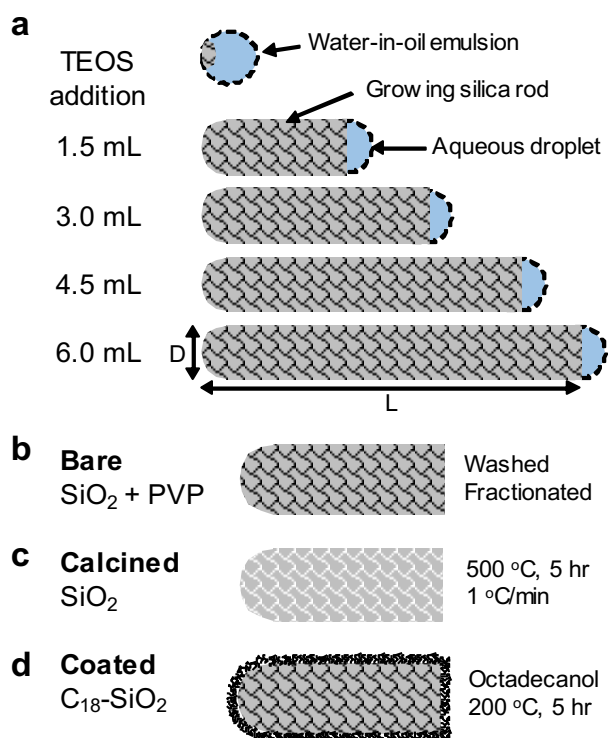 a
TEOS
addition
Water-in-oil emulsion
Growing silica rod
1.5 mL
Aqueous droplet
3.0 mL
4.5 mL
6.0 mL
D
L
b Bare
SiO₂ + PVP
Washed
Fractionated
c Calcined
SiO₂
500 °C, 5 hr
1 °C/min
d Coated
C₁₈-SiO₂
Octadecanol
200 °C, 5 hr